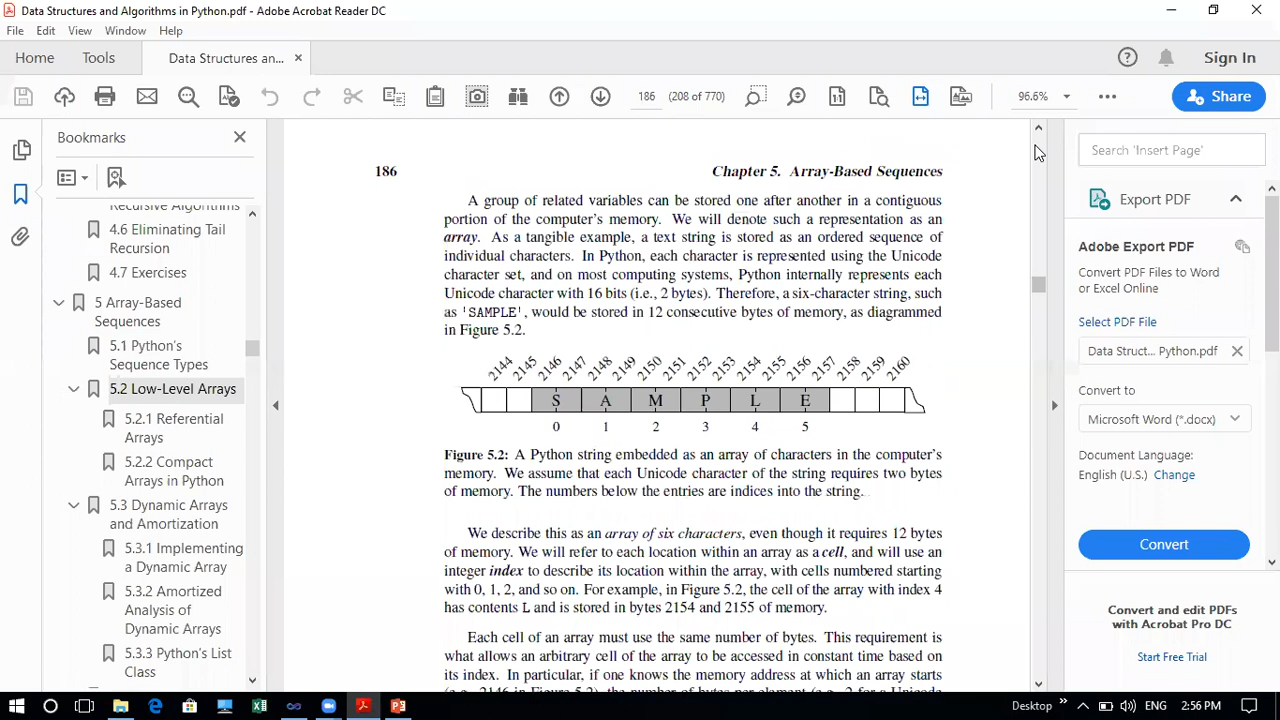 Data Structures and Algorithms in Python.pdf - Adobe Acrobat Reader DC
File Edit View Window Help
Home Tools Data Structures an... × Sign In
186 (208 of 770) 96.6% Share
Bookmarks
Recursive Algorithms
4.6 Eliminating Tail
Recursion
4.7 Exercises
5 Array-Based
Sequences
5.1 Python's
Sequence Types
5.2 Low-Level Arrays
5.2.1 Referential
Arrays
5.2.2 Compact
Arrays in Python
5.3 Dynamic Arrays
and Amortization
5.3.1 Implementing
a Dynamic Array
5.3.2 Amortized
Analysis of
Dynamic Arrays
5.3.3 Python's List
Class
186 Chapter 5. Array-Based Sequences
A group of related variables can be stored one after another in a contiguous
portion of the computer's memory. We will denote such a representation as an
array. As a tangible example, a text string is stored as an ordered sequence of
individual characters. In Python, each character is represented using the Unicode
character set, and on most computing systems, Python internally represents each
Unicode character with 16 bits (i.e., 2 bytes). Therefore, a six-character string, such
as 'SAMPLE', would be stored in 12 consecutive bytes of memory, as diagrammed
in Figure 5.2.
2144 2145 2146 2147 2148 2149 2150 2151 2152 2153 2154 2155 2156 2157 2158 2159 2160
S A M P L E
0 1 2 3 4 5
Figure 5.2: A Python string embedded as an array of characters in the computer's
memory. We assume that each Unicode character of the string requires two bytes
of memory. The numbers below the entries are indices into the string.
We describe this as an array of six characters, even though it requires 12 bytes
of memory. We will refer to each location within an array as a cell, and will use an
integer index to describe its location within the array, with cells numbered starting
with 0, 1, 2, and so on. For example, in Figure 5.2, the cell of the array with index 4
has contents L and is stored in bytes 2154 and 2155 of memory.
Each cell of an array must use the same number of bytes. This requirement is
what allows an arbitrary cell of the array to be accessed in constant time based on
its index. In particular, if one knows the memory address at which an array starts
(e.g., 2146 in Figure 5.2), the number of bytes per element (e.g., 2 for a Unicode
Search 'Insert Page'
Export PDF
Adobe Export PDF
Convert PDF Files to Word
or Excel Online
Select PDF File
Data Struct... Python.pdf
Convert to
Microsoft Word (*.docx)
Document Language:
English (U.S.) Change
Convert
Convert and edit PDFs
with Acrobat Pro DC
Start Free Trial
Desktop ENG 2:56 PM